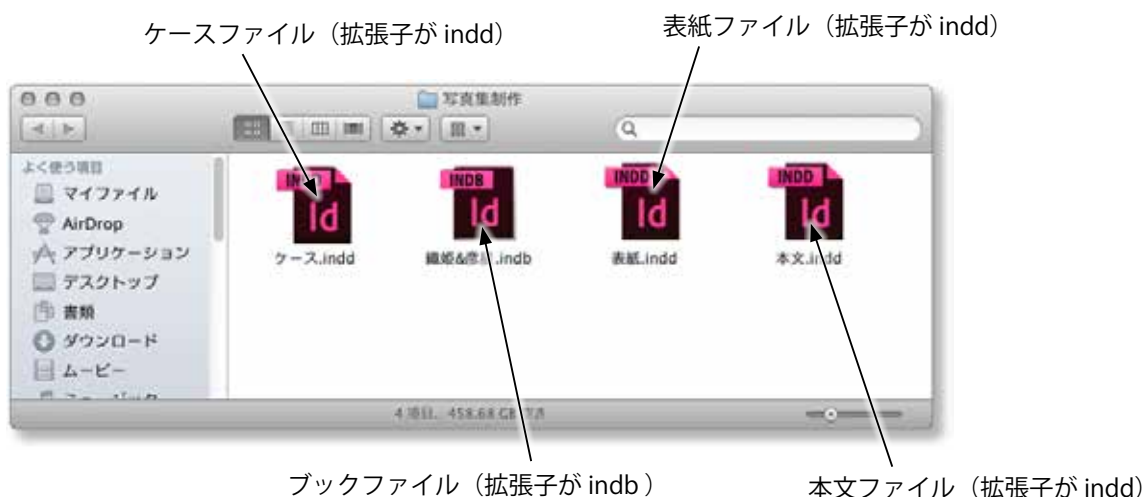 ケースファイル（拡張子が indd）
表紙ファイル（拡張子が indd）
写真集制作
よく使う項目
マイファイル
AirDrop
アプリケーション
デスクトップ
書類
ダウンロード
ムービー
INDB
INDD
INDD
Id
Id
Id
Id
ケース.indd
織姫&彦星.indb
表紙.indd
本文.indd
4 項目、458.68 GB
ブックファイル（拡張子が indb ）
本文ファイル（拡張子が indd）